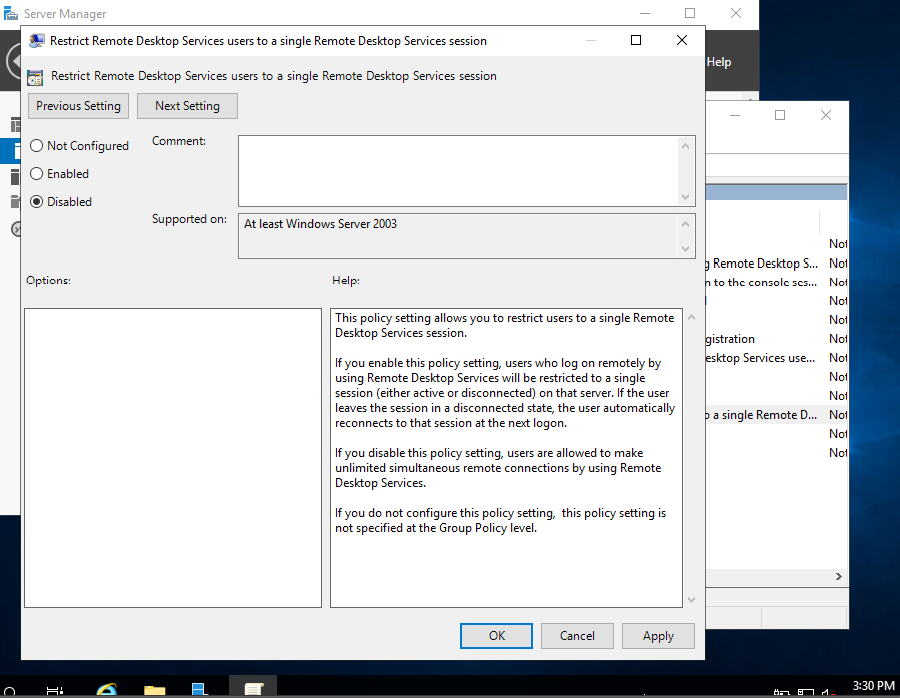 Server Manager
Restrict Remote Desktop Services users to a single Remote Desktop Services session
Help
Restrict Remote Desktop Services users to a single Remote Desktop Services session
Previous Setting
Next Setting
Not Configured
Comment:
Enabled
Disabled
Supported on:
At least Windows Server 2003
Options:
Help:
This policy setting allows you to restrict users to a single Remote
Desktop Services session.
If you enable this policy setting, users who log on remotely by
using Remote Desktop Services will be restricted to a single
session (either active or disconnected) on that server. If the user
leaves the session in a disconnected state, the user automatically
reconnects to that session at the next logon.
If you disable this policy setting, users are allowed to make
unlimited simultaneous remote connections by using Remote
Desktop Services.
If you do not configure this policy setting,  this policy setting is
not specified at the Group Policy level.
OK
Cancel
Apply
Not
g Remote Desktop S... Not
n to the console ses... Not
Not
Not
gistration Not
esktop Services use... Not
Not
Not
o a single Remote D... Not
Not
Not
3:30 PM